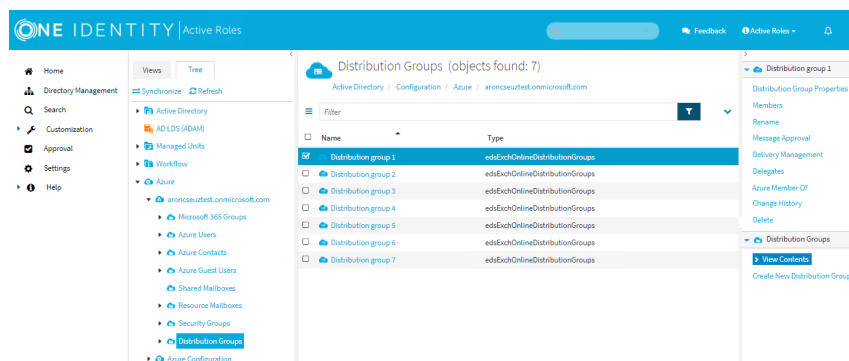 ONE IDENTITY Active Roles
Feedback
Active Roles
Home
Directory Management
Search
Customization
Approval
Settings
Help
Views Tree
Synchronize Refresh
Active Directory
AD LDS (ADAM)
Managed Units
Workflow
Azure
aroncseuztest.onmicrosoft.com
Microsoft 365 Groups
Azure Users
Azure Contacts
Azure Guest Users
Shared Mailboxes
Resource Mailboxes
Security Groups
Distribution Groups
Azure Configuration
Distribution Groups (objects found: 7)
Active Directory / Configuration / Azure / aroncseuztest.onmicrosoft.com
Filter
Name Type
Distribution group 1 edsExchOnlineDistributionGroups
Distribution group 2 edsExchOnlineDistributionGroups
Distribution group 3 edsExchOnlineDistributionGroups
Distribution group 4 edsExchOnlineDistributionGroups
Distribution group 5 edsExchOnlineDistributionGroups
Distribution group 6 edsExchOnlineDistributionGroups
Distribution group 7 edsExchOnlineDistributionGroups
Distribution group 1
Distribution Group Properties
Members
Rename
Message Approval
Delivery Management
Delegates
Azure Member Of
Change History
Delete
Distribution Groups
View Contents
Create New Distribution Group